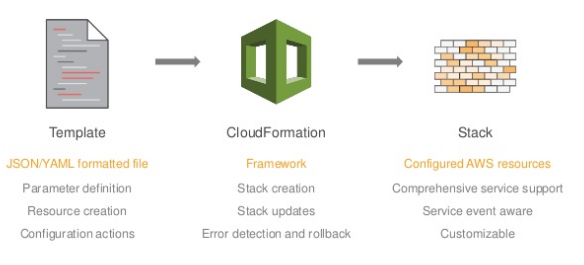 Template
CloudFormation
Stack
JSON/YAML formatted file
Framework
Configured AWS resources
Parameter definition
Stack creation
Comprehensive service support
Resource creation
Stack updates
Service event aware
Configuration actions
Error detection and rollback
Customizable